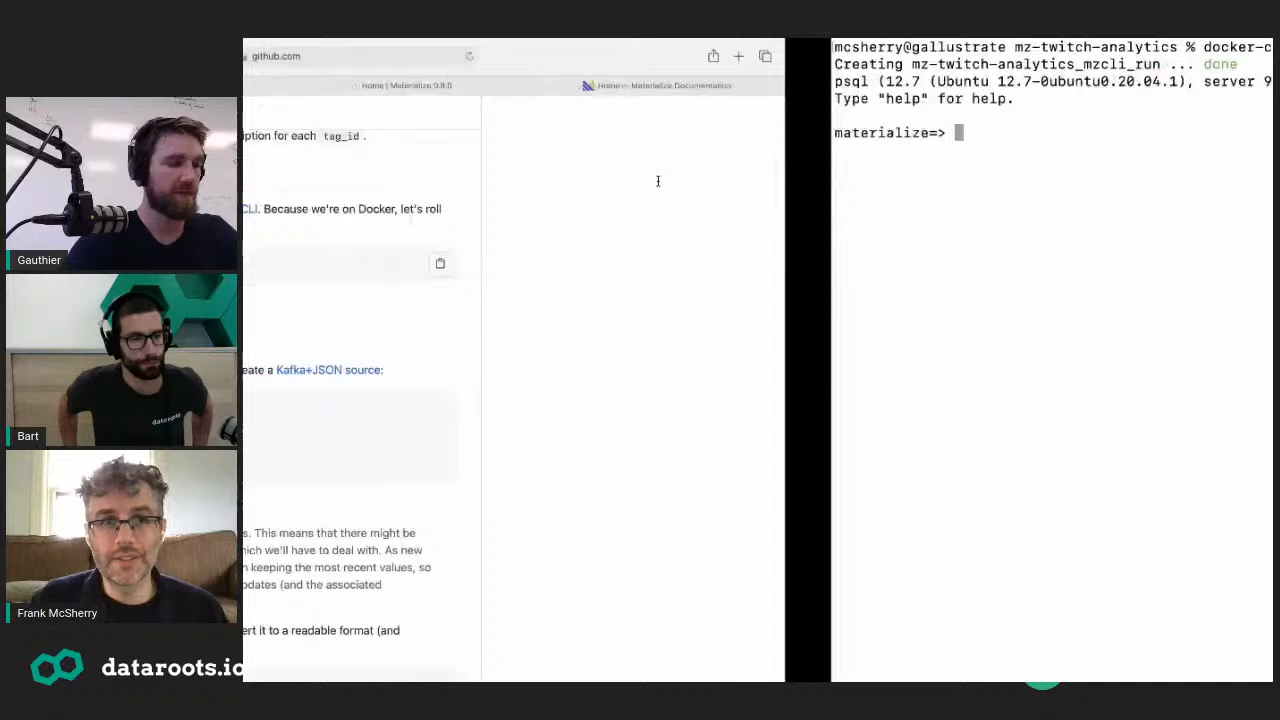 Gauthier
Bart
dataroots
Frank McSherry
dataroots.io
github.com
Home | Materialize 0.9.0
Home — Materialize Documentation
iption for each tag_id .
CLI. Because we're on Docker, let's roll
eate a Kafka+JSON source:
s. This means that there might be
hich we'll have to deal with. As new
n keeping the most recent values, so
pdates (and the associated
ert it to a readable format (and
mcsherry@gallustrate mz-twitch-analytics % docker-c
Creating mz-twitch-analytics_mzcli_run ... done
psql (12.7 (Ubuntu 12.7-0ubuntu0.20.04.1), server 9
Type "help" for help.
materialize=>